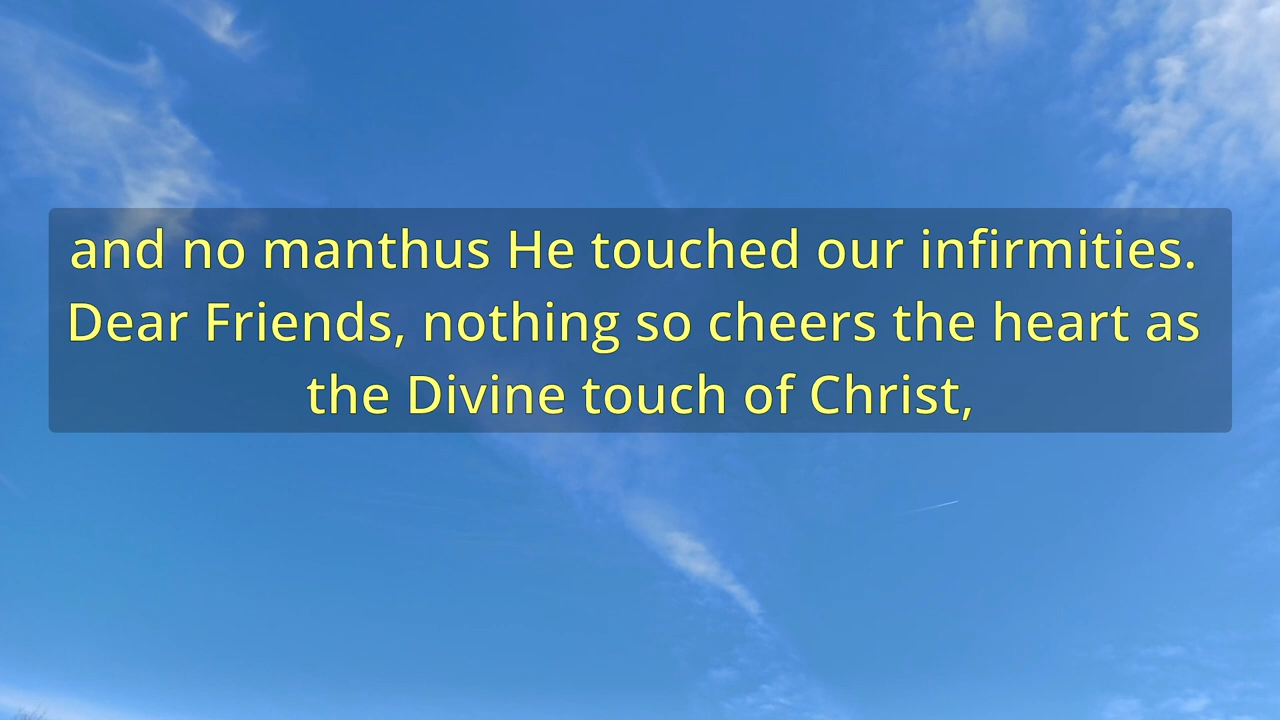 and no manthus He touched our infirmities.
Dear Friends, nothing so cheers the heart as
the Divine touch of Christ,